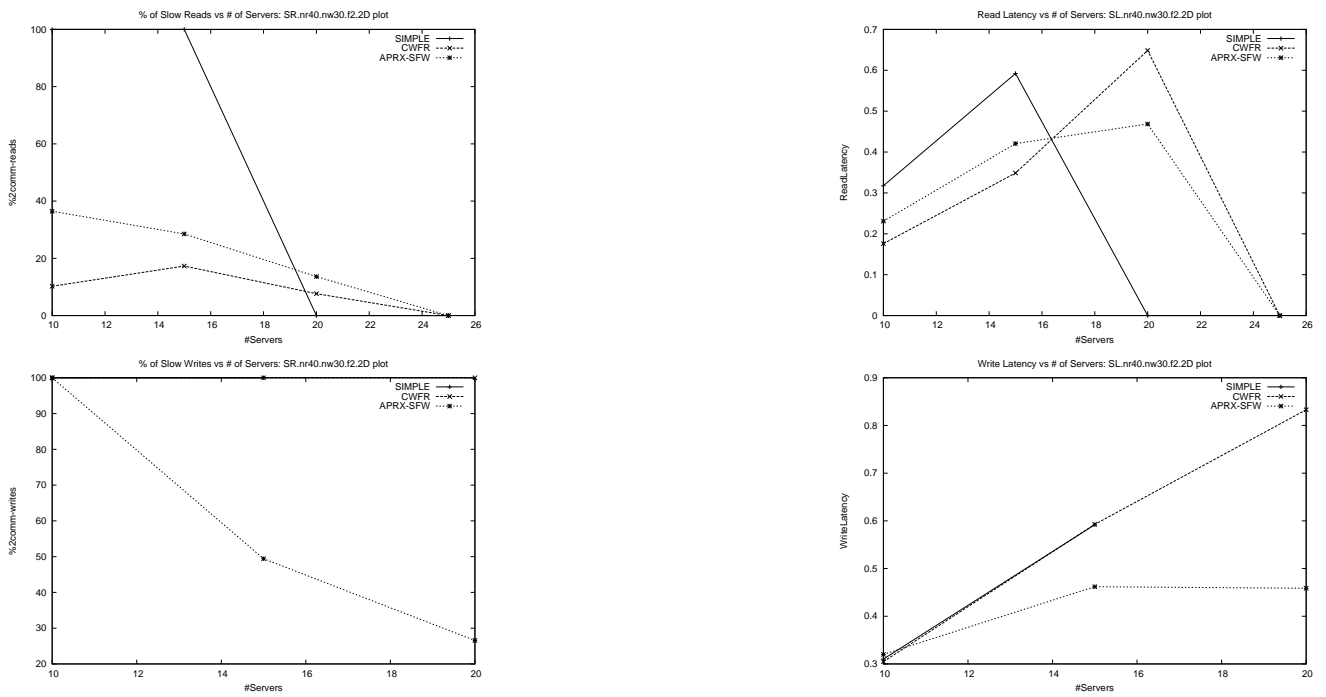 % of Slow Reads vs # of Servers: SR.nr40.nw30.f2.2D plot
SIMPLE
CWFR
APRX-SFW
100
80
60
40
20
0
%2comm-reads
10 12 14 16 18 20 22 24 26
#Servers
Read Latency vs # of Servers: SL.nr40.nw30.f2.2D plot
SIMPLE
CWFR
APRX-SFW
0.7
0.6
0.5
0.4
0.3
0.2
0.1
0
ReadLatency
10 12 14 16 18 20 22 24 26
#Servers
% of Slow Writes vs # of Servers: SR.nr40.nw30.f2.2D plot
SIMPLE
CWFR
APRX-SFW
100
90
80
70
60
50
40
30
20
%2comm-writes
10 12 14 16 18 20
#Servers
Write Latency vs # of Servers: SL.nr40.nw30.f2.2D plot
SIMPLE
CWFR
APRX-SFW
0.9
0.8
0.7
0.6
0.5
0.4
0.3
WriteLatency
10 12 14 16 18 20
#Servers